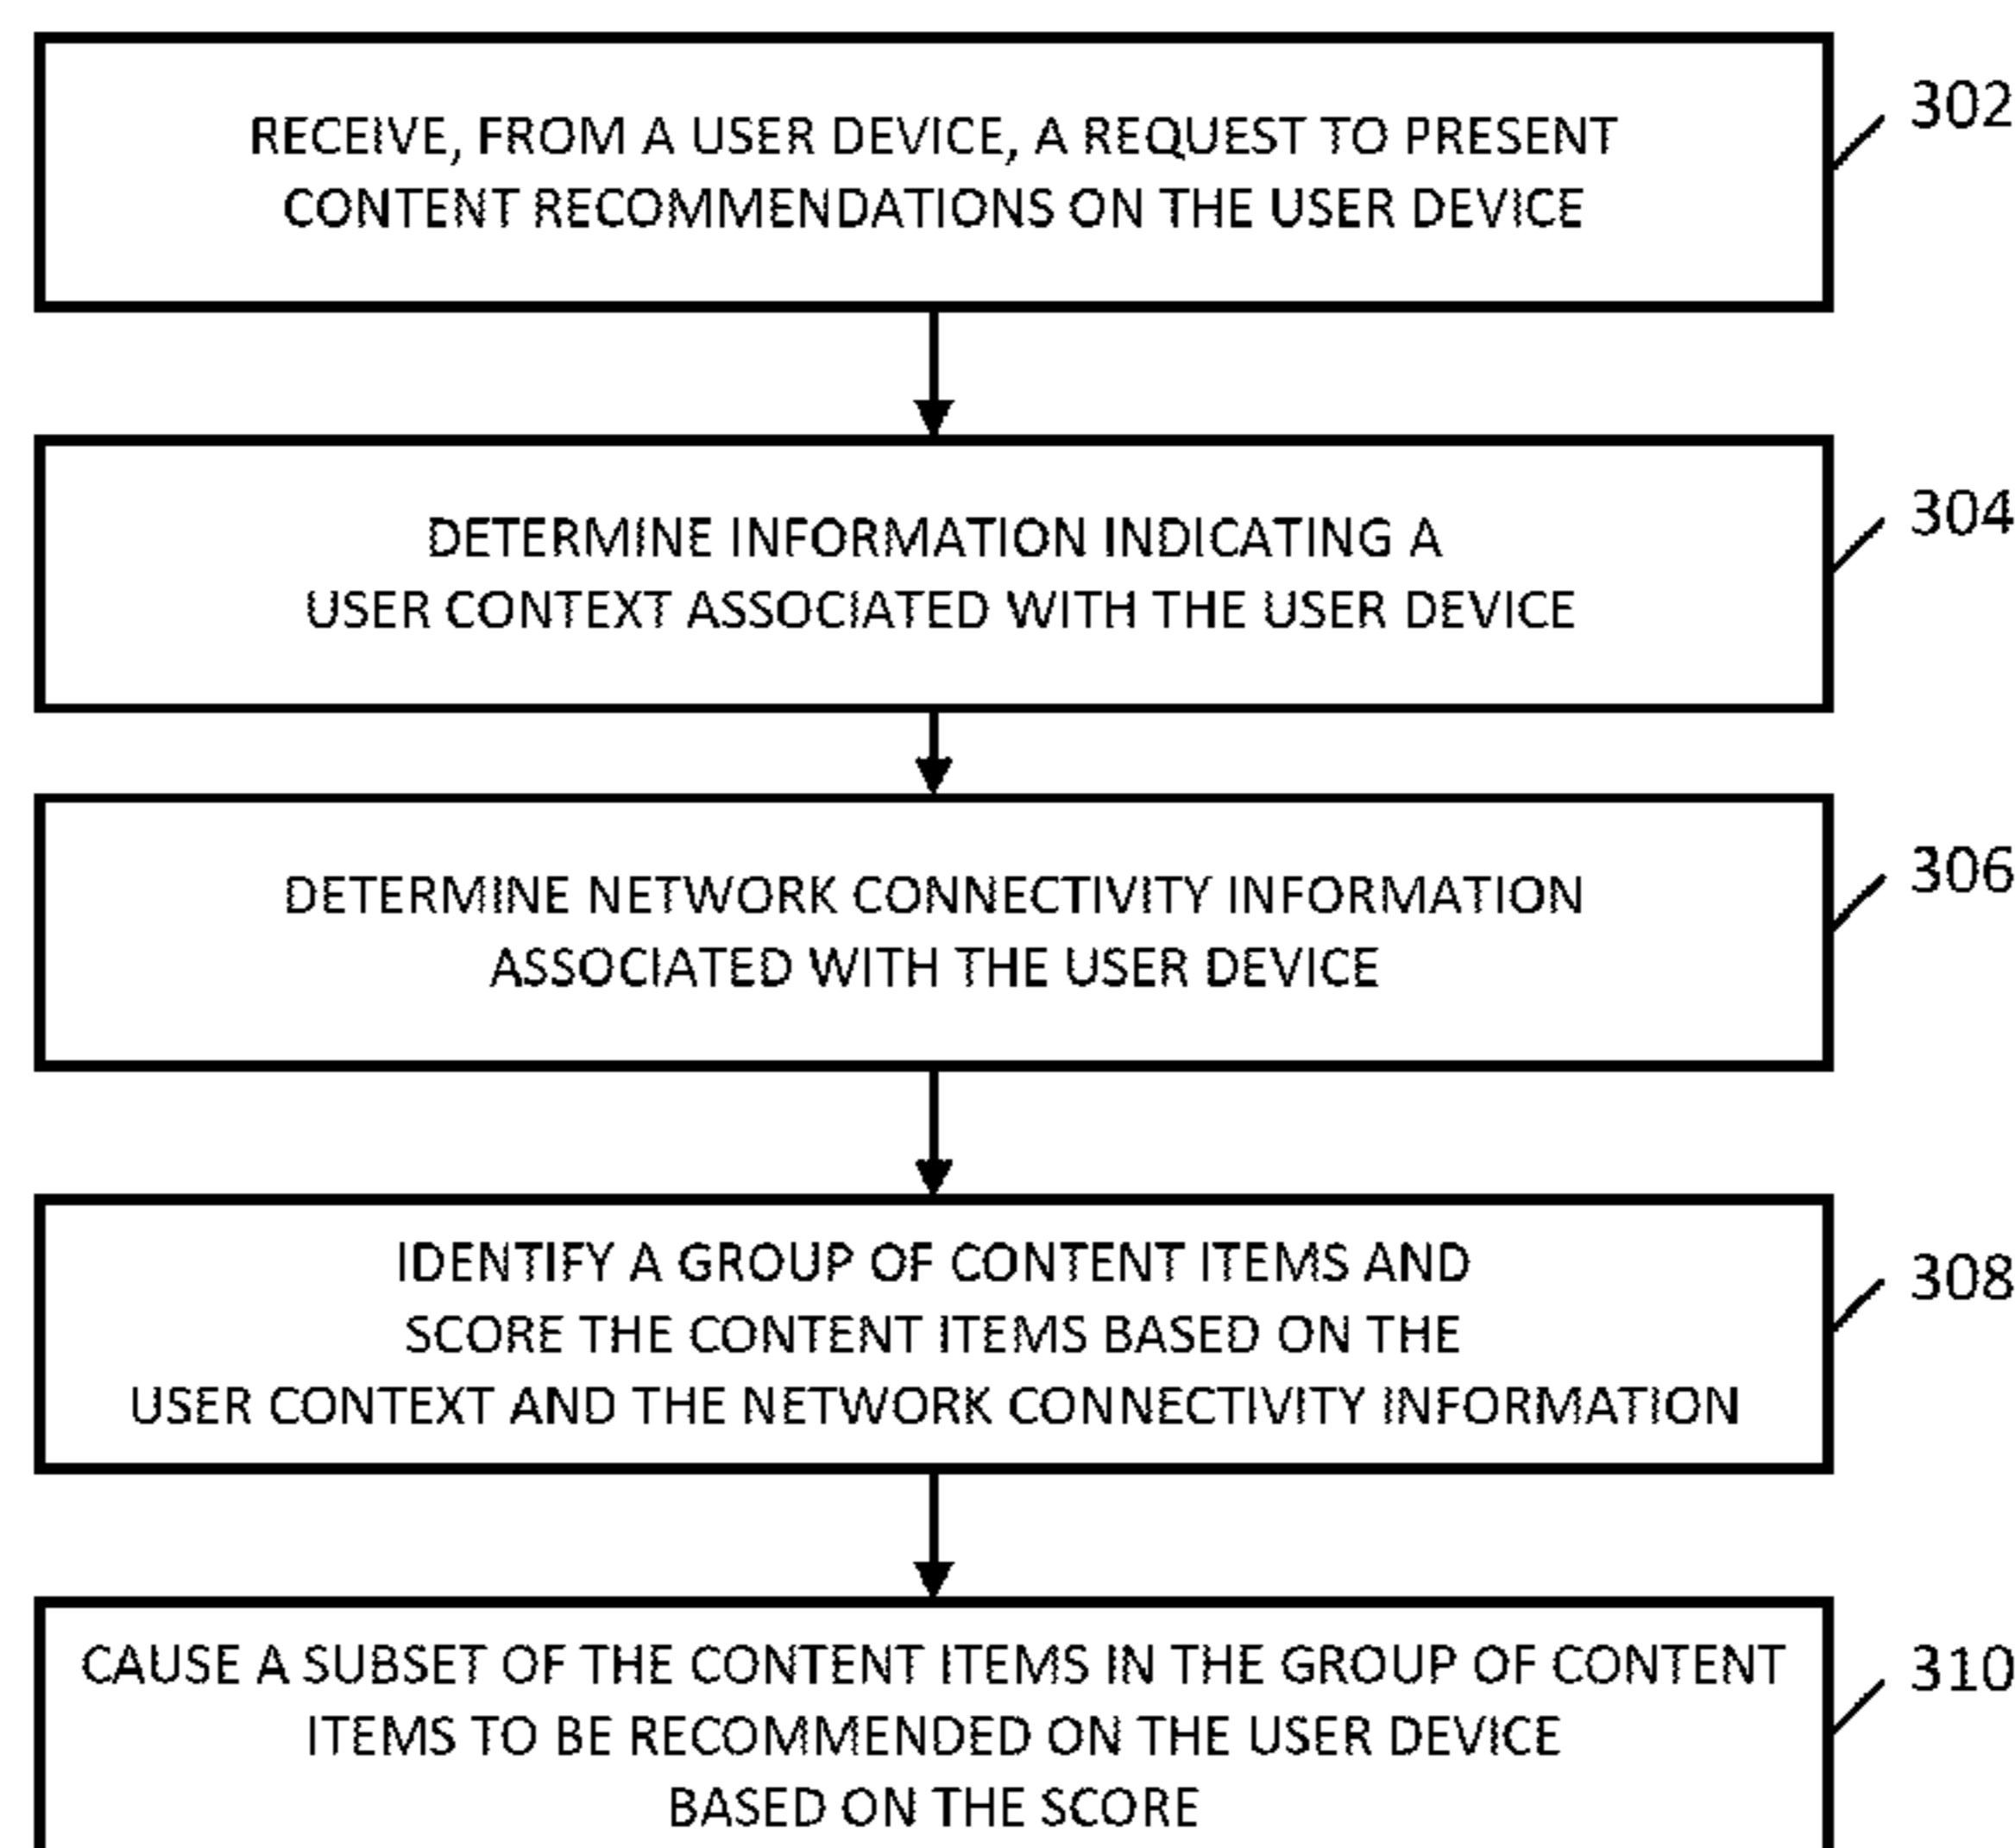 RECEIVE, FROM A USER DEVICE, A REQUEST TO PRESENT
CONTENT RECOMMENDATIONS ON THE USER DEVICE
302
DETERMINE INFORMATION INDICATING A
USER CONTEXT ASSOCIATED WITH THE USER DEVICE
304
DETERMINE NETWORK CONNECTIVITY INFORMATION
ASSOCIATED WITH THE USER DEVICE
306
IDENTIFY A GROUP OF CONTENT ITEMS AND
SCORE THE CONTENT ITEMS BASED ON THE
USER CONTEXT AND THE NETWORK CONNECTIVITY INFORMATION
308
CAUSE A SUBSET OF THE CONTENT ITEMS IN THE GROUP OF CONTENT
ITEMS TO BE RECOMMENDED ON THE USER DEVICE
BASED ON THE SCORE
310